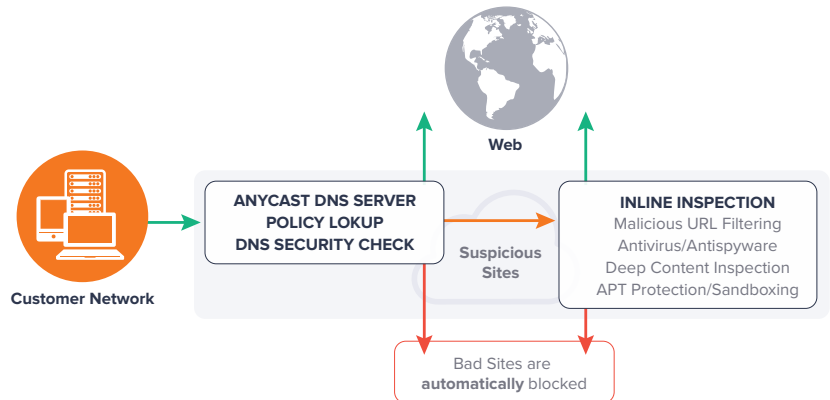 Web
Customer Network
ANYCAST DNS SERVER
POLICY LOKUP
DNS SECURITY CHECK
Suspicious
Sites
INLINE INSPECTION
Malicious URL Filtering
Antivirus/Antispyware
Deep Content Inspection
APT Protection/Sandboxing
Bad Sites are
automatically blocked